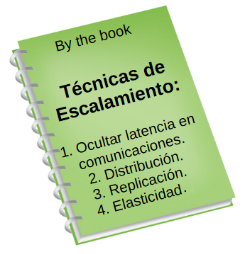 By the book
Técnicas de
Escalamiento:
1. Ocultar latencia en
comunicaciones.
2. Distribución.
3. Replicación.
4. Elasticidad.